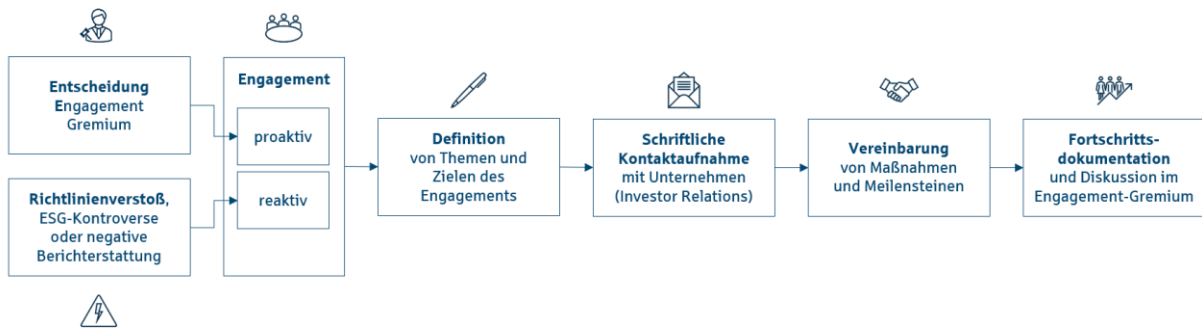 Entscheidung
Engagement
Gremium
Richtlinienverstoß,
ESG-Kontroverse
oder negative
Berichterstattung
Engagement
proaktiv
reaktiv
Definition
von Themen und
Zielen des
Engagements
Schriftliche
Kontaktaufnahme
mit Unternehmen
(Investor Relations)
Vereinbarung
von Maßnahmen
und Meilensteinen
Fortschritts-
dokumentation
und Diskussion im
Engagement-Gremium